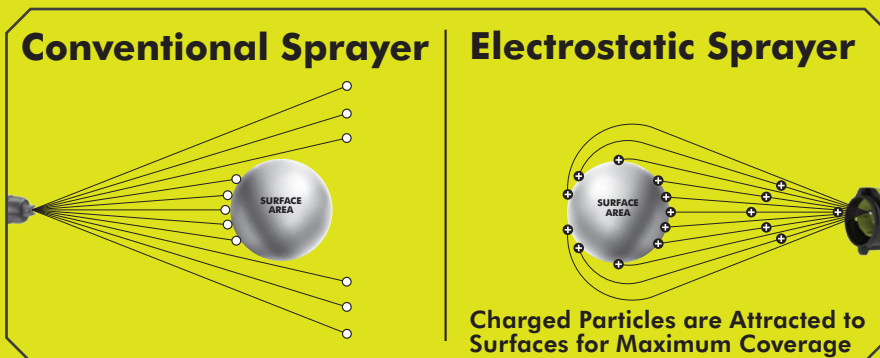 Conventional Sprayer
SURFACE
AREA
Electrostatic Sprayer
SURFACE
AREA
Charged Particles are Attracted to
Surfaces for Maximum Coverage